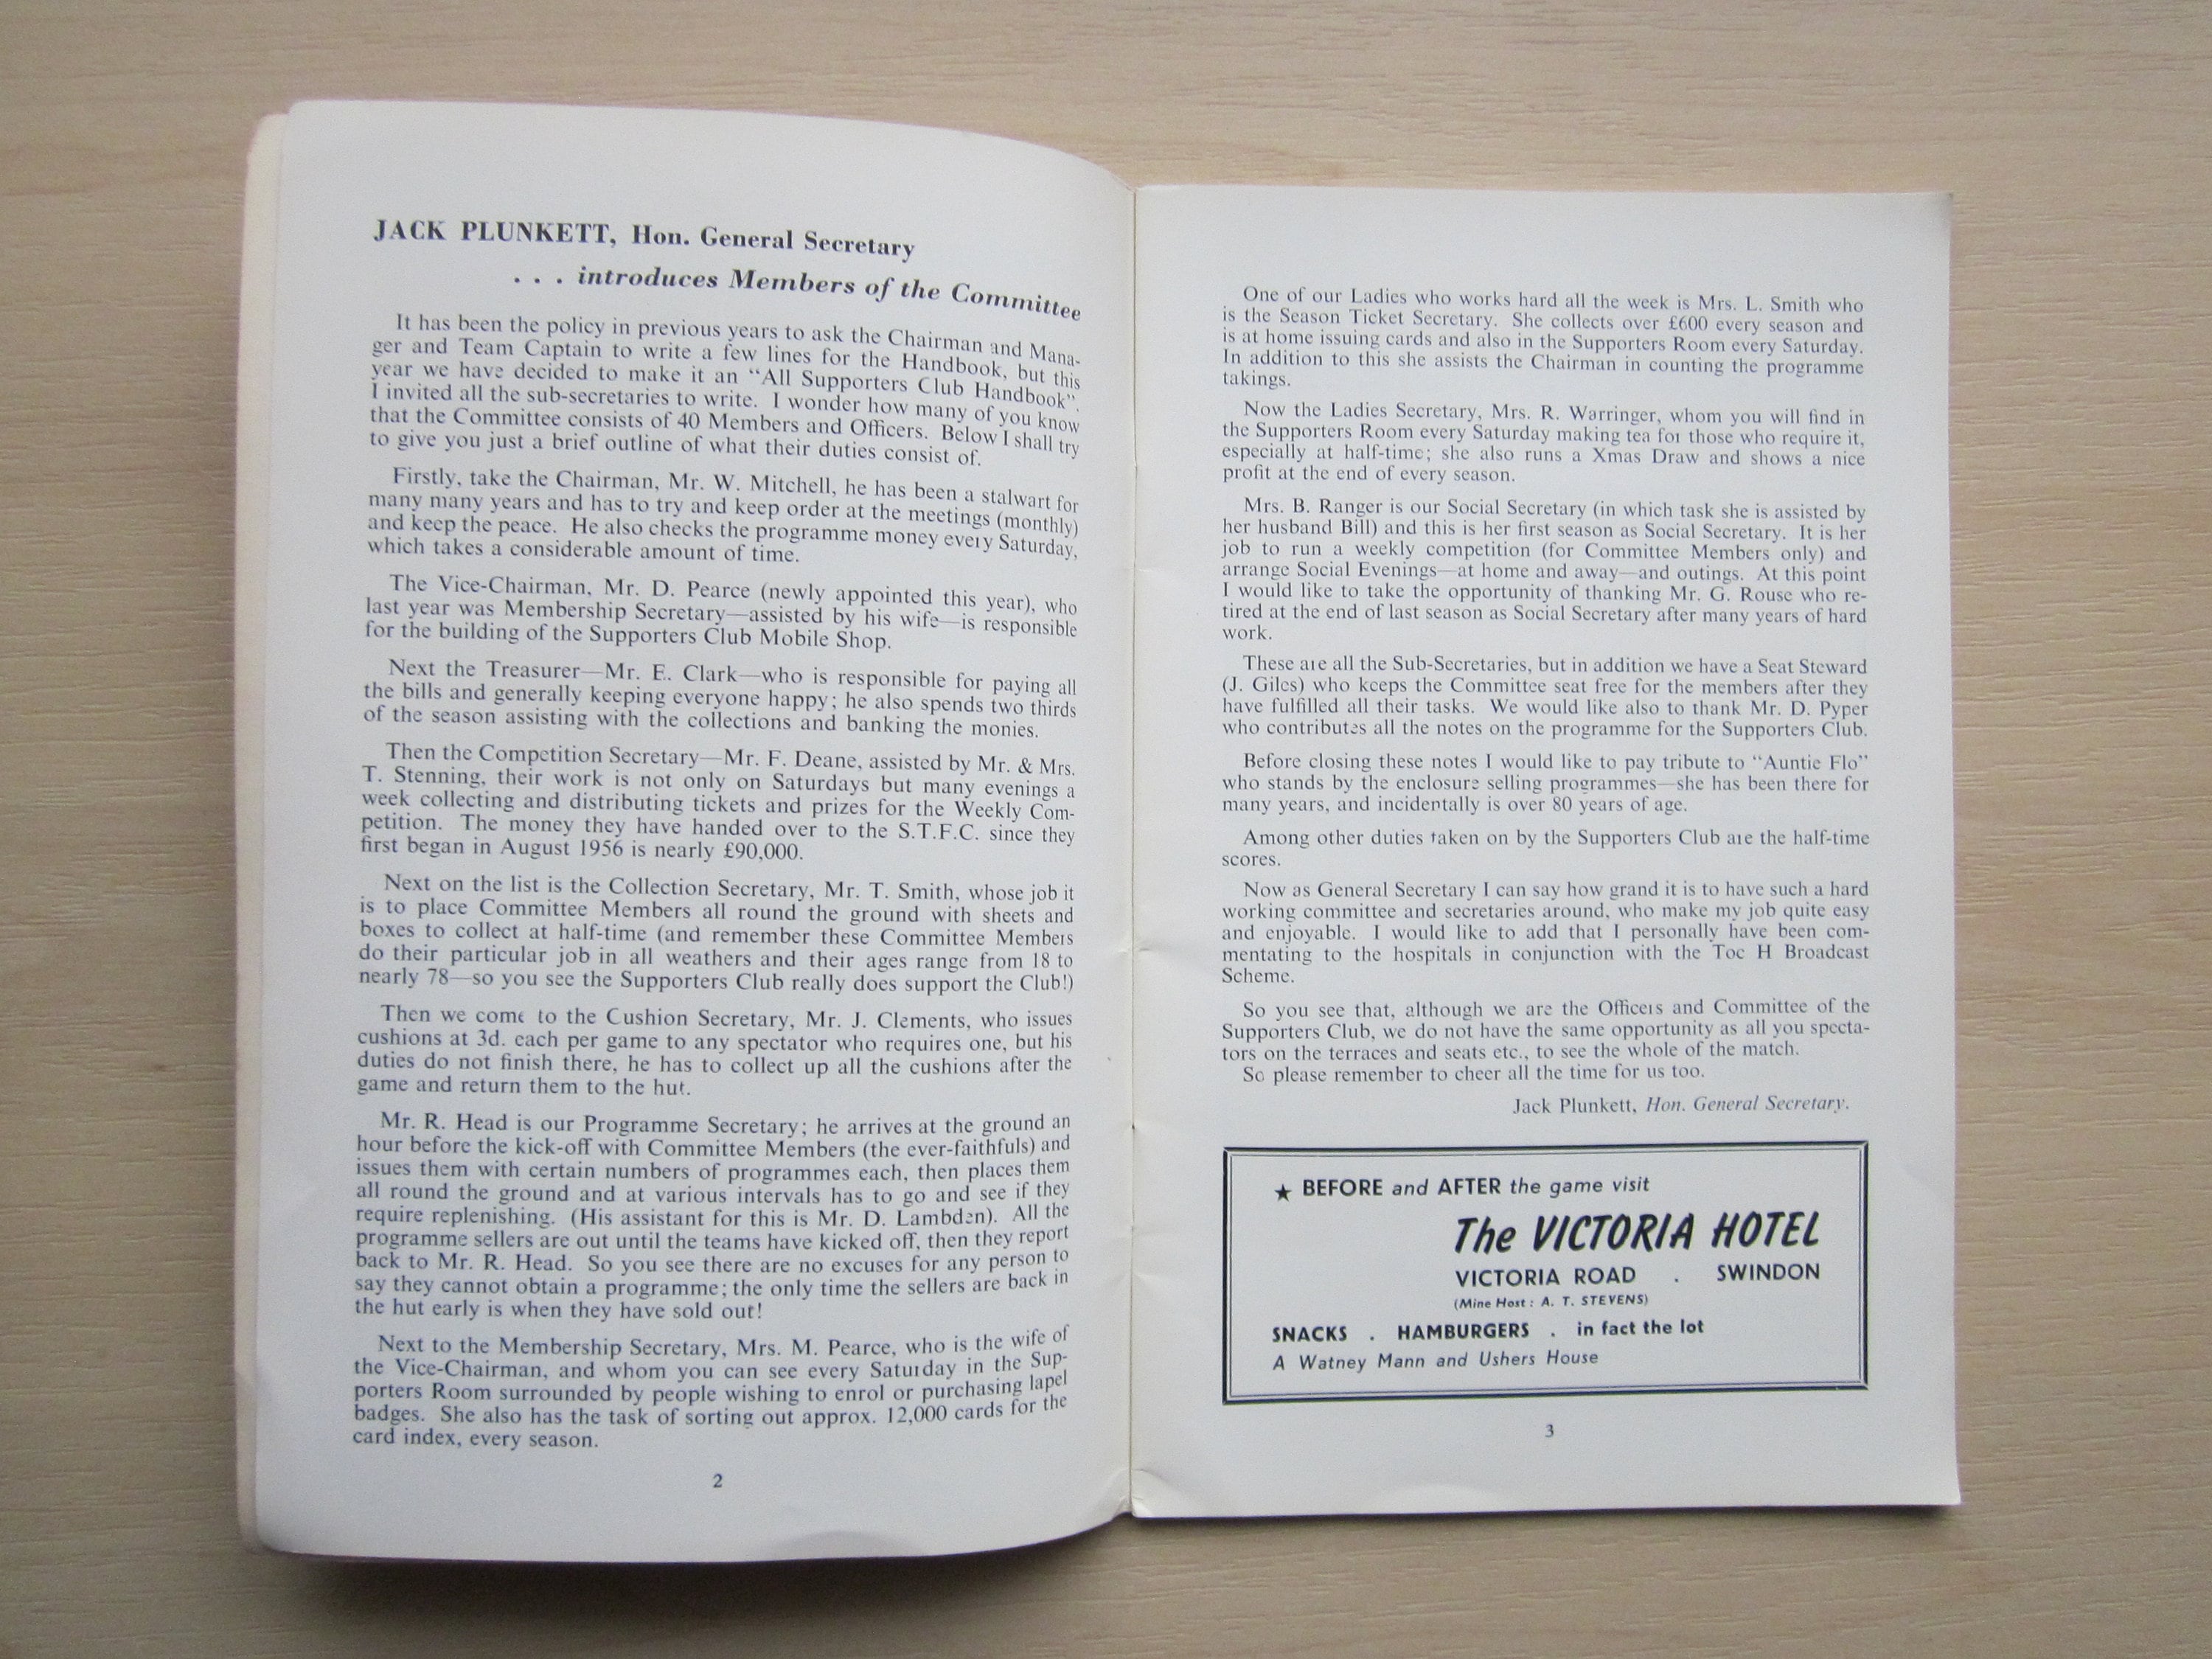 JACK PLUNKETT, Hon. General Secretary
. . . introduces Members of the Committee
It has been the policy in previous years to ask the Chairman and Mana-
ger and Team Captain to write a few lines for the Handbook, but this
year we have decided to make it an “All Supporters Club Handbook”.
I invited all the sub-secretaries to write. I wonder how many of you know
that the Committee consists of 40 Members and Officers. Below I shall try
to give you just a brief outline of what their duties consist of.
Firstly, take the Chairman, Mr. W. Mitchell, he has been a stalwart for
many many years and has to try and keep order at the meetings (monthly)
and keep the peace. He also checks the programme money every Saturday,
which takes a considerable amount of time.
The Vice-Chairman, Mr. D. Pearce (newly appointed this year), who
last year was Membership Secretary—assisted by his wife—is responsible
for the building of the Supporters Club Mobile Shop.
Next the Treasurer—Mr. E. Clark—who is responsible for paying all
the bills and generally keeping everyone happy; he also spends two thirds
of the season assisting with the collections and banking the monies.
Then the Competition Secretary—Mr. F. Deane, assisted by Mr. & Mrs.
T. Stenning, their work is not only on Saturdays but many evenings a
week collecting and distributing tickets and prizes for the Weekly Com-
petition. The money they have handed over to the S.T.F.C. since they
first began in August 1956 is nearly £90,000.
Next on the list is the Collection Secretary, Mr. T. Smith, whose job it
is to place Committee Members all round the ground with sheets and
boxes to collect at half-time (and remember these Committee Members
do their particular job in all weathers and their ages range from 18 to
nearly 78—so you see the Supporters Club really does support the Club!)
Then we come to the Cushion Secretary, Mr. J. Clements, who issues
cushions at 3d. each per game to any spectator who requires one, but his
duties do not finish there, he has to collect up all the cushions after the
game and return them to the hut.
Mr. R. Head is our Programme Secretary; he arrives at the ground an
hour before the kick-off with Committee Members (the ever-faithfuls) and
issues them with certain numbers of programmes each, then places them
all round the ground and at various intervals has to go and see if they
require replenishing. (His assistant for this is Mr. D. Lambden). All the
programme sellers are out until the teams have kicked off, then they report
back to Mr. R. Head. So you see there are no excuses for any person to
say they cannot obtain a programme; the only time the sellers are back in
the hut early is when they have sold out!
Next to the Membership Secretary, Mrs. M. Pearce, who is the wife of
the Vice-Chairman, and whom you can see every Saturday in the Sup-
porters Room surrounded by people wishing to enrol or purchasing lapel
badges. She also has the task of sorting out approx. 12,000 cards for the
card index, every season.
2
One of our Ladies who works hard all the week is Mrs. L. Smith who
is the Season Ticket Secretary. She collects over £600 every season and
is at home issuing cards and also in the Supporters Room every Saturday.
In addition to this she assists the Chairman in counting the programme
takings.
Now the Ladies Secretary, Mrs. R. Warringer, whom you will find in
the Supporters Room every Saturday making tea for those who require it,
especially at half-time; she also runs a Xmas Draw and shows a nice
profit at the end of every season.
Mrs. B. Ranger is our Social Secretary (in which task she is assisted by
her husband Bill) and this is her first season as Social Secretary. It is her
job to run a weekly competition (for Committee Members only) and
arrange Social Evenings—at home and away—and outings. At this point
I would like to take the opportunity of thanking Mr. G. Rouse who re-
tired at the end of last season as Social Secretary after many years of hard
work.
These are all the Sub-Secretaries, but in addition we have a Seat Steward
(J. Giles) who keeps the Committee seat free for the members after they
have fulfilled all their tasks. We would like also to thank Mr. D. Pyper
who contributes all the notes on the programme for the Supporters Club.
Before closing these notes I would like to pay tribute to “Auntie Flo”
who stands by the enclosure selling programmes—she has been there for
many years, and incidentally is over 80 years of age.
Among other duties taken on by the Supporters Club are the half-time
scores.
Now as General Secretary I can say how grand it is to have such a hard
working committee and secretaries around, who make my job quite easy
and enjoyable. I would like to add that I personally have been com-
mentating to the hospitals in conjunction with the Toc H Broadcast
Scheme.
So you see that, although we are the Officers and Committee of the
Supporters Club, we do not have the same opportunity as all you specta-
tors on the terraces and seats etc., to see the whole of the match.
So please remember to cheer all the time for us too.
Jack Plunkett, Hon. General Secretary.
★ BEFORE and AFTER the game visit
The VICTORIA HOTEL
VICTORIA ROAD . SWINDON
(Mine Host : A. T. STEVENS)
SNACKS . HAMBURGERS . in fact the lot
A Watney Mann and Ushers House
3